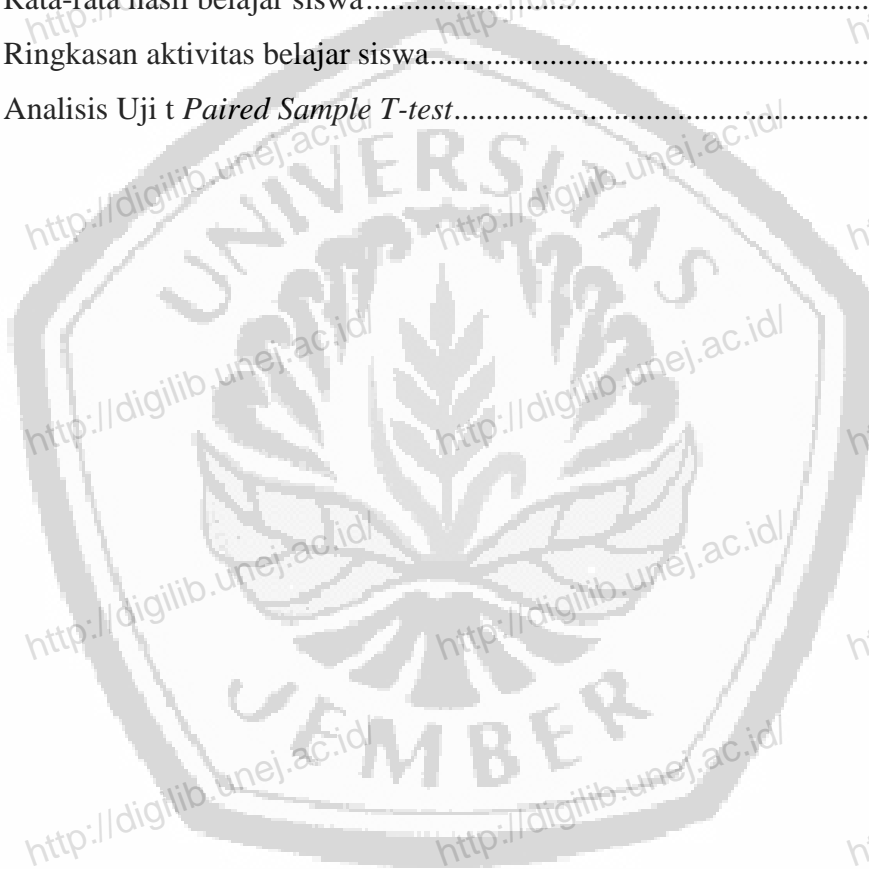 Rata-rata hasil belajar siswa................................................................
Ringkasan aktivitas belajar siswa.......................................................
Analisis Uji t Paired Sample T-test....................................................
http://digilib.unej.ac.id/ http://digilib.unej.ac.id/
UNIVERSITAS
http://digilib.unej.ac.id/ http://digilib.unej.ac.id/
http://digilib.unej.ac.id/ http://digilib.unej.ac.id/
JEMBER
http://digilib.unej.ac.id/ http://digilib.unej.ac.id/